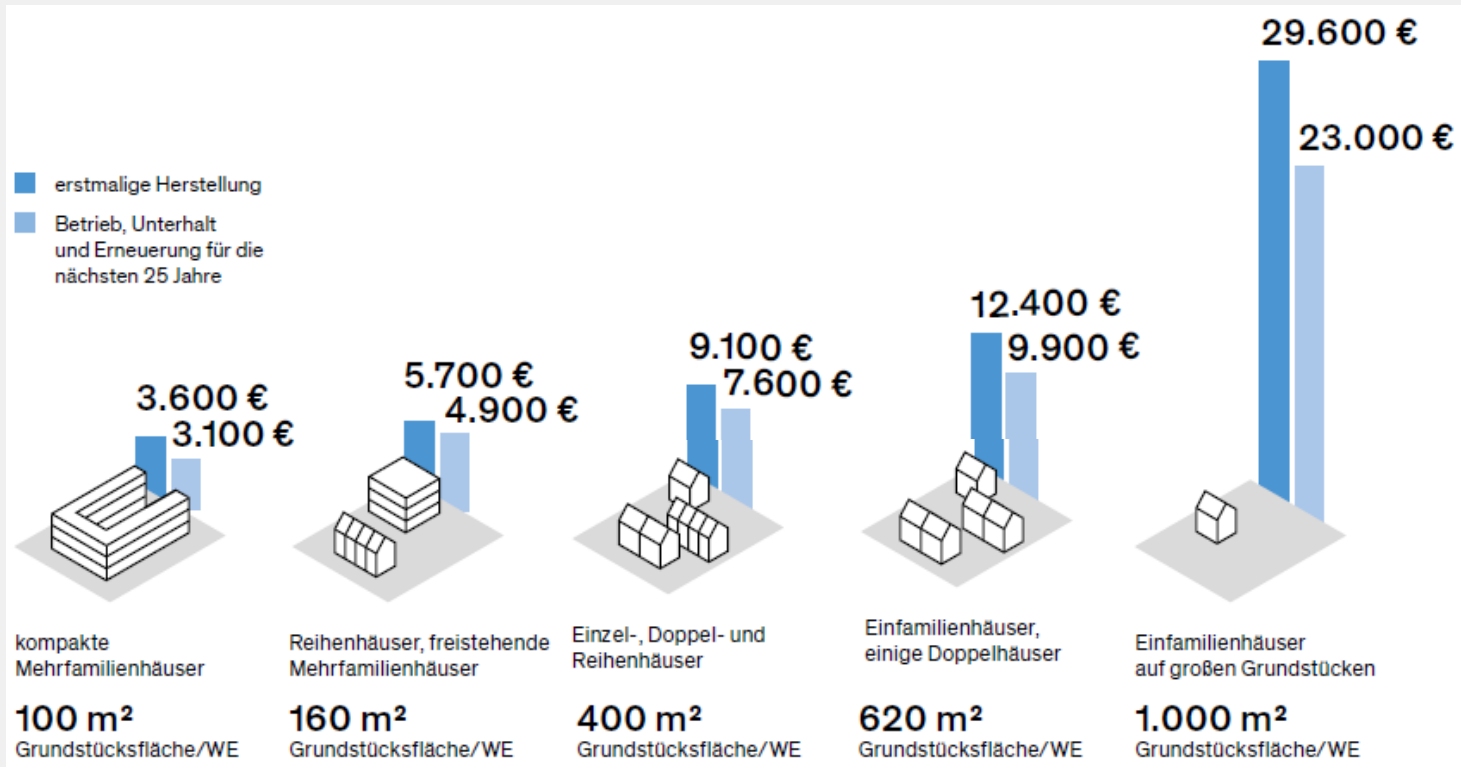 erstmalige Herstellung
Betrieb, Unterhalt
und Erneuerung für die
nächsten 25 Jahre
3.600 €
3.100 €
5.700 €
4.900 €
9.100 €
7.600 €
12.400 €
9.900 €
29.600 €
23.000 €
kompakte
Mehrfamilienhäuser
100 m²
Grundstücksfläche/WE
Reihenhäuser, freistehende
Mehrfamilienhäuser
160 m²
Grundstücksfläche/WE
Einzel-, Doppel- und
Reihenhäuser
400 m²
Grundstücksfläche/WE
Einfamilienhäuser,
einige Doppelhäuser
620 m²
Grundstücksfläche/WE
Einfamilienhäuser
auf großen Grundstücken
1.000 m²
Grundstücksfläche/WE